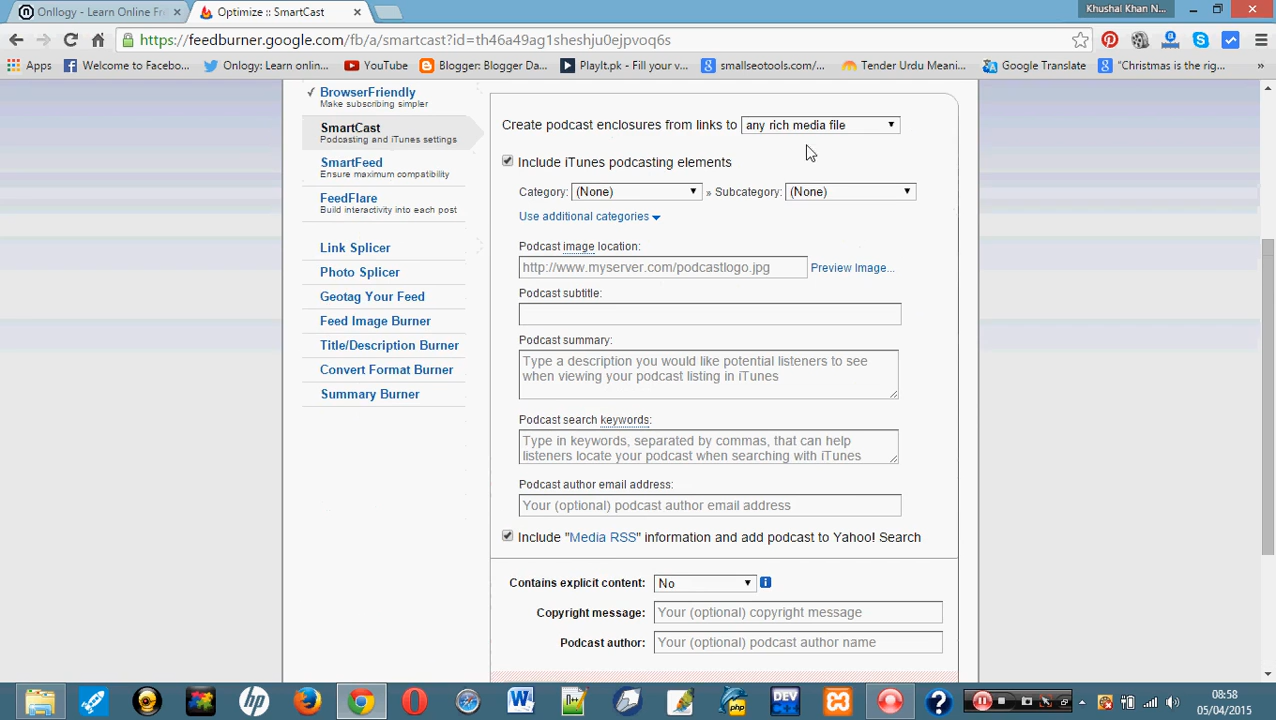 Onllogy - Learn Online Fr
Optimize :: SmartCast
Khushal Khan N...
https://feedburner.google.com/fb/a/smartcast?id=th46a49ag1sheshju0ejpvoq6s
Apps
Welcome to Facebo...
Onlogy: Learn onlin...
YouTube
Blogger: Blogger Da...
PlayIt.pk - Fill your v...
smallseotools.com/...
Tender Urdu Meani...
Google Translate
"Christmas is the rig...
»
BrowserFriendly
Make subscribing simpler
SmartCast
Podcasting and iTunes settings
SmartFeed
Ensure maximum compatibility
FeedFlare
Build interactivity into each post
Link Splicer
Photo Splicer
Geotag Your Feed
Feed Image Burner
Title/Description Burner
Convert Format Burner
Summary Burner
Create podcast enclosures from links to any rich media file
Include iTunes podcasting elements
Category: (None) » Subcategory: (None)
Use additional categories
Podcast image location:
http://www.myserver.com/podcastlogo.jpg Preview Image...
Podcast subtitle:
Podcast summary:
Type a description you would like potential listeners to see
when viewing your podcast listing in iTunes
Podcast search keywords:
Type in keywords, separated by commas, that can help
listeners locate your podcast when searching with iTunes
Podcast author email address:
Your (optional) podcast author email address
Include "Media RSS" information and add podcast to Yahoo! Search
Contains explicit content: No
Copyright message: Your (optional) copyright message
Podcast author: Your (optional) podcast author name
hp
W
php
DEV
C++
08:58
05/04/2015